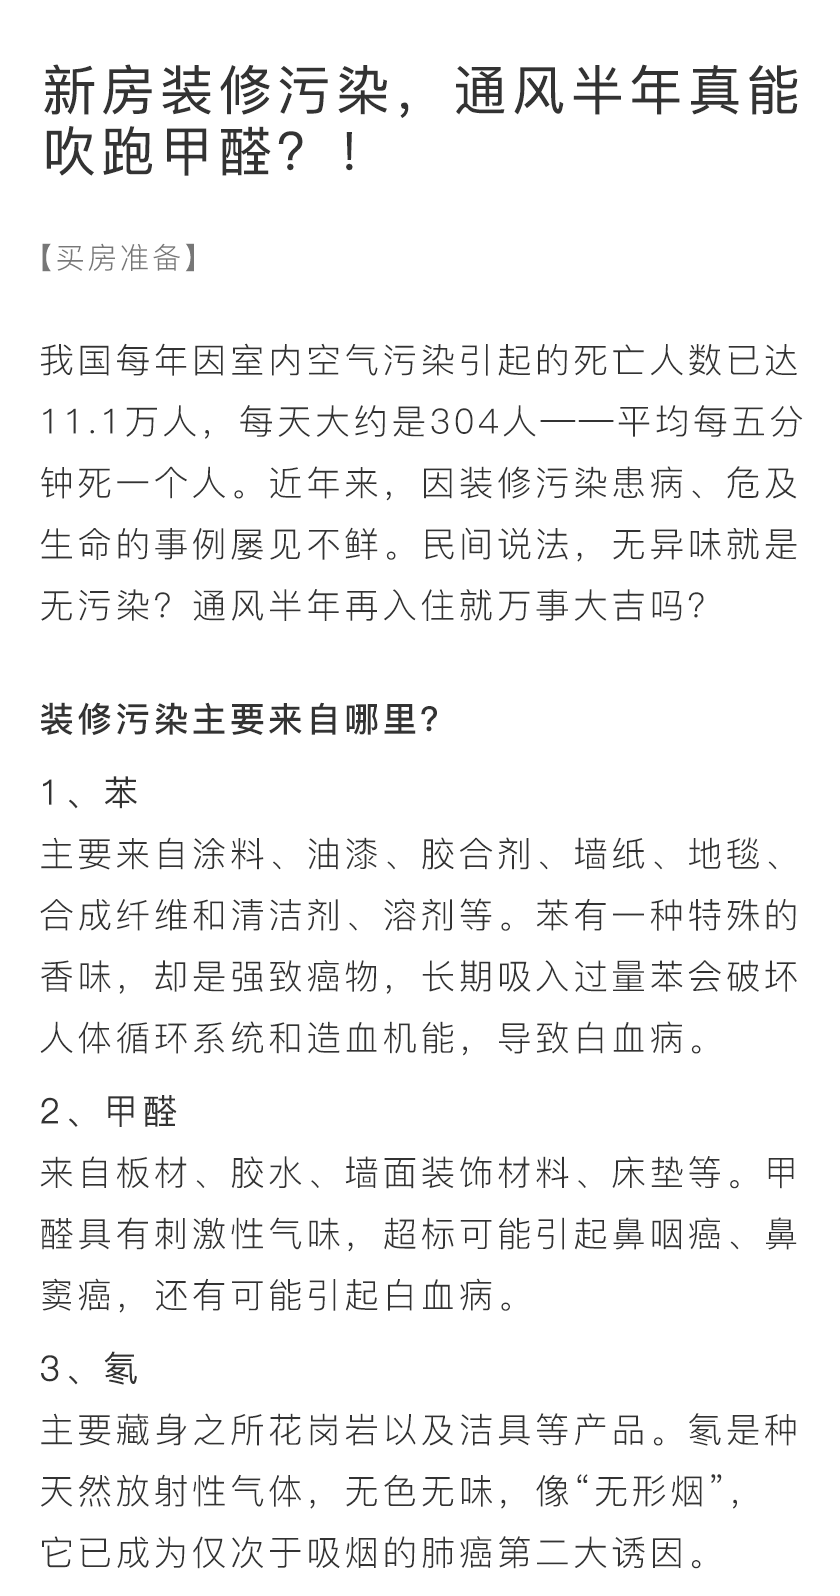 新房装修污染，通风半年真能
吹跑甲醛？！
【买房准备】
我国每年因室内空气污染引起的死亡人数已达
11.1万人，每天大约是304人——平均每五分
钟死一个人。近年来，因装修污染患病、危及
生命的事例屡见不鲜。民间说法，无异味就是
无污染？通风半年再入住就万事大吉吗？
装修污染主要来自哪里？
1、苯
主要来自涂料、油漆、胶合剂、墙纸、地毯、
合成纤维和清洁剂、溶剂等。苯有一种特殊的
香味，却是强致癌物，长期吸入过量苯会破坏
人体循环系统和造血机能，导致白血病。
2、甲醛
来自板材、胶水、墙面装饰材料、床垫等。甲
醛具有刺激性气味，超标可能引起鼻咽癌、鼻
窦癌，还有可能引起白血病。
3、氡
主要藏身之所花岗岩以及洁具等产品。氡是种
天然放射性气体，无色无味，像“无形烟”，
它已成为仅次于吸烟的肺癌第二大诱因。